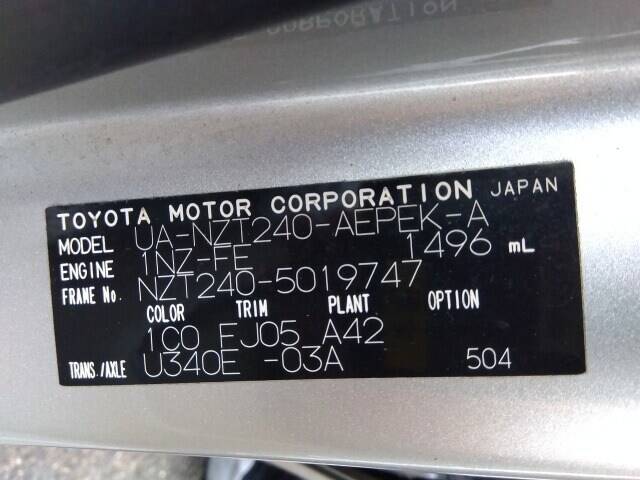 TOYOTA MOTOR CORPORATION JAPAN
MODEL UA-NZT240-AEPEK-A
ENGINE 1NZ-FE 1496 mL
FRAME No. NZT240-5019747
COLOR TRIM PLANT OPTION
1C0 FJ05 A42
TRANS./AXLE U340E -03A 504